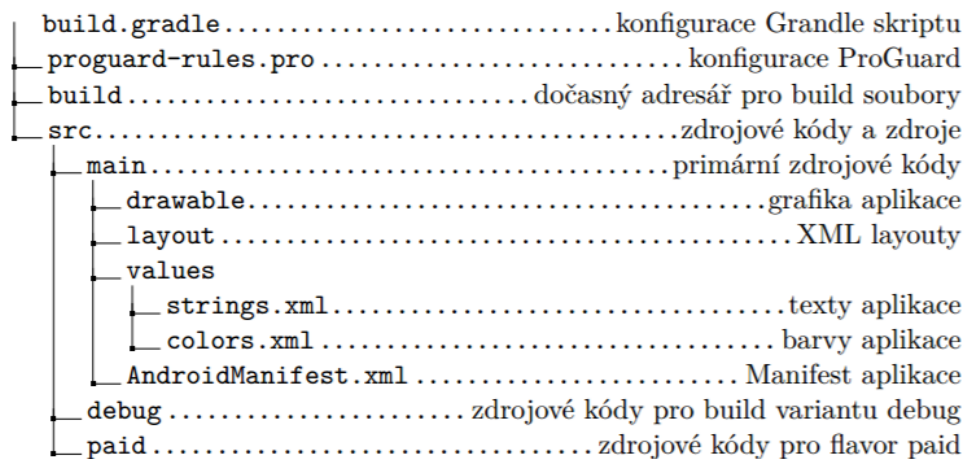 build.gradle................................konfigurace Grandle skriptu
proguard-rules.pro ............................ konfigurace ProGuard
build.................................dočasný adresář pro build soubory
src................................................zdrojové kódy a zdroje
main...........................................primární zdrojové kódy
drawable...........................................grafika aplikace
layout ............................................... XML layouty
values
strings.xml.....................................texty aplikace
colors.xml ...................................... barvy aplikace
AndroidManifest.xml .......................... Manifest aplikace
debug ........................ zdrojové kódy pro build variantu debug
paid....................................zdrojové kódy pro flavor paid